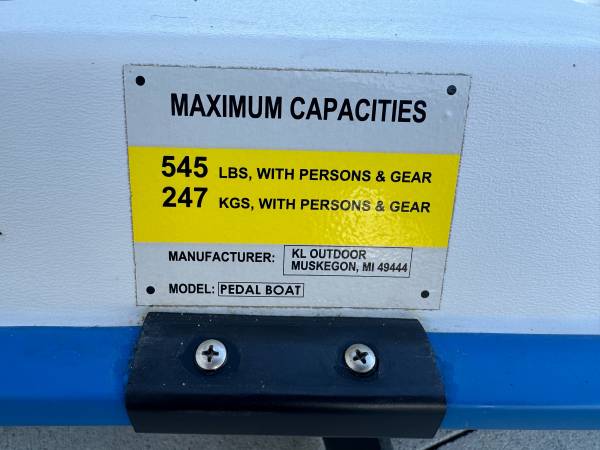 MAXIMUM CAPACITIES
545 LBS, WITH PERSONS & GEAR
247 KGS, WITH PERSONS & GEAR
MANUFACTURER: KL OUTDOOR
MUSKEGON, MI 49444
MODEL: PEDAL BOAT